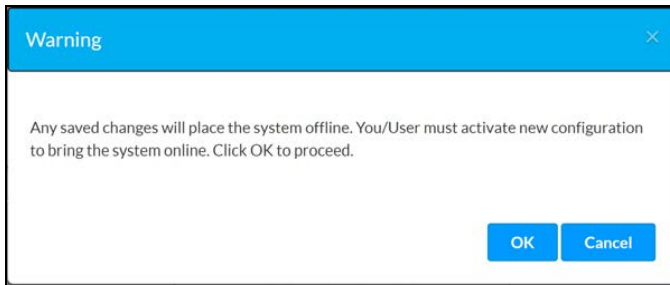 Warning
Any saved changes will place the system offline. You/User must activate new configuration
to bring the system online. Click OK to proceed.
OK Cancel